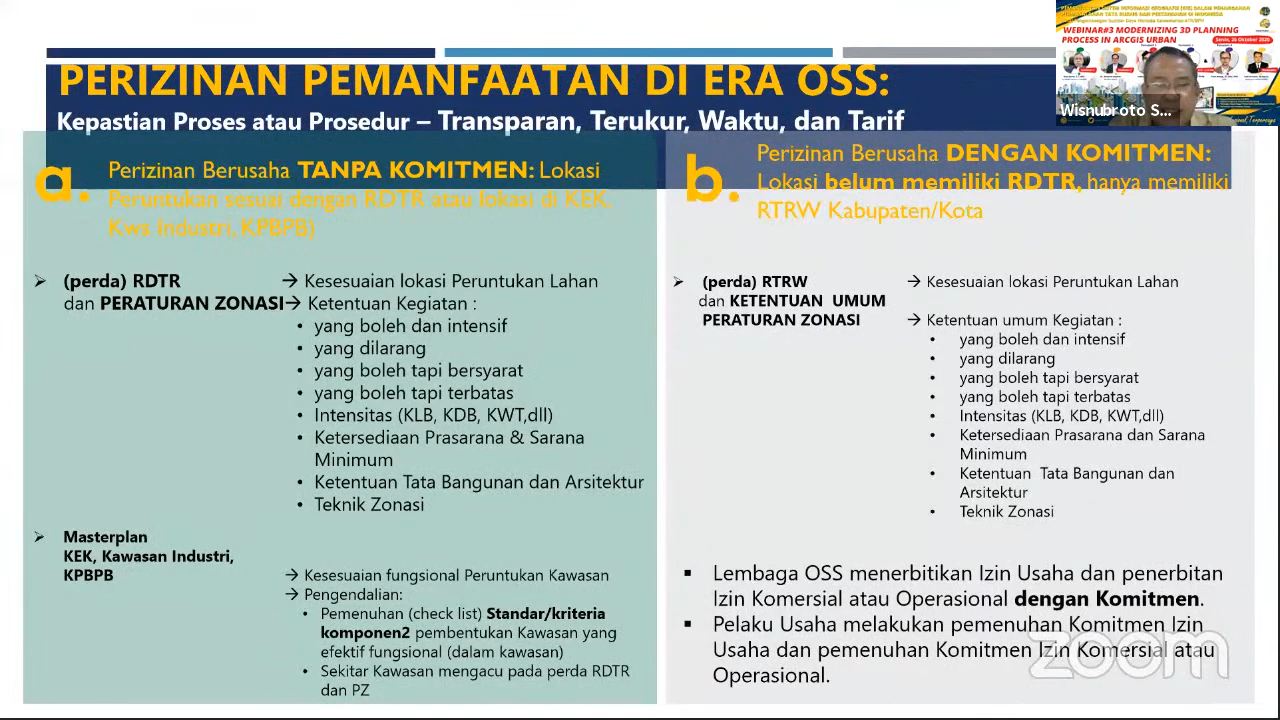 PERIZINAN PEMANFAATAN DI ERA OSS:
Kepastian Proses atau Prosedur – Transparan, Terukur, Waktu, dan Tarif
WEBINAR#3 MODERNIZING 3D PLANNING
PROCESS IN ARCGIS URBAN
Senin, 26 Oktober 2020
Wisnubroto S...
a.
Perizinan Berusaha TANPA KOMITMEN: Lokasi
Peruntukan sesuai dengan RDTR atau lokasi di KEK,
Kws Industri, KPBPB)
➢ (perda) RDTR
dan PERATURAN ZONASI
→ Kesesuaian lokasi Peruntukan Lahan
→ Ketentuan Kegiatan :
• yang boleh dan intensif
• yang dilarang
• yang boleh tapi bersyarat
• yang boleh tapi terbatas
• Intensitas (KLB, KDB, KWT,dll)
• Ketersediaan Prasarana & Sarana
Minimum
• Ketentuan Tata Bangunan dan Arsitektur
• Teknik Zonasi
➢ Masterplan
KEK, Kawasan Industri,
KPBPB
→ Kesesuaian fungsional Peruntukan Kawasan
→ Pengendalian:
• Pemenuhan (check list) Standar/kriteria
komponen2 pembentukan Kawasan yang
efektif fungsional (dalam kawasan)
• Sekitar Kawasan mengacu pada perda RDTR
dan PZ
b.
Perizinan Berusaha DENGAN KOMITMEN:
Lokasi belum memiliki RDTR, hanya memiliki
RTRW Kabupaten/Kota
➢ (perda) RTRW
dan KETENTUAN UMUM
PERATURAN ZONASI
→ Kesesuaian lokasi Peruntukan Lahan
→ Ketentuan umum Kegiatan :
• yang boleh dan intensif
• yang dilarang
• yang boleh tapi bersyarat
• yang boleh tapi terbatas
• Intensitas (KLB, KDB, KWT,dll)
• Ketersediaan Prasarana dan Sarana
Minimum
• Ketentuan Tata Bangunan dan
Arsitektur
• Teknik Zonasi
▪ Lembaga OSS menerbitikan Izin Usaha dan penerbitan
Izin Komersial atau Operasional dengan Komitmen.
▪ Pelaku Usaha melakukan pemenuhan Komitmen Izin
Usaha dan pemenuhan Komitmen Izin Komersial atau
Operasional.
zoom